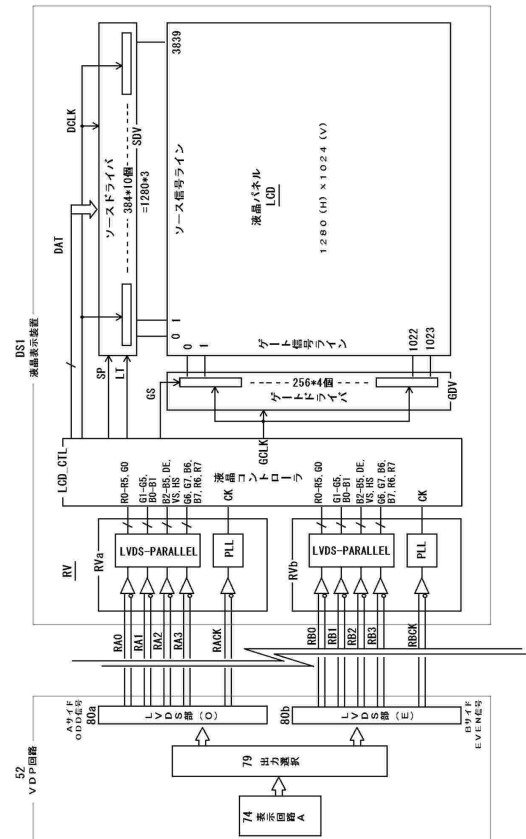 DS1
液晶表示装置
DCLK
DAT
ソースドライバ
384*10個
=1280*3
SDV
SP
LT
GS
0 1
3839
ソース信号ライン
液晶パネル
LCD
1280(H)×1024(V)
ゲート信号ライン
0
1
1022
1023
256*4個
ゲートドライバ
GDV
GCLK
LCD_CTL
液晶コントローラ
R0-R5,G0
G1-G5,
B0-B1
B2-B5,DE,
VS,HS
G6,G7,B6,
B7,R6,R7
CK
R0-R5,G0
G1-G5,
B0-B1
B2-B5,DE,
VS,HS
G6,G7,B6,
B7,R6,R7
CK
RV
RVa
LVDS-PARALLEL
PLL
RVb
LVDS-PARALLEL
PLL
RA0
RA1
RA2
RA3
RACK
RB0
RB1
RB2
RB3
RBCK
52
VDP回路
Aサイド
ODD信号
80a
LVDS部(O)
80b
LVDS部(E)
Bサイド
EVEN信号
79
出力選択
74
表示回路A